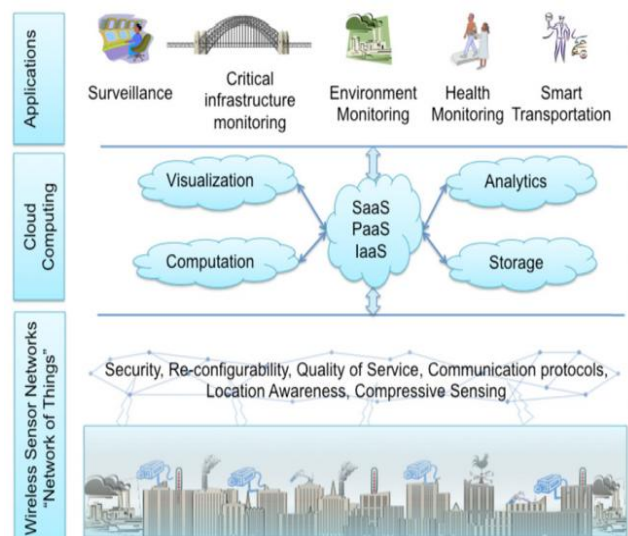 Applications
Surveillance
Critical
infrastructure
monitoring
Environment
Monitoring
Health
Monitoring
Smart
Transportation
Cloud
Computing
Visualization
Computation
SaaS
PaaS
IaaS
Analytics
Storage
Wireless Sensor Networks
“Network of Things”
Security, Re-configurability, Quality of Service, Communication protocols,
Location Awareness, Compressive Sensing